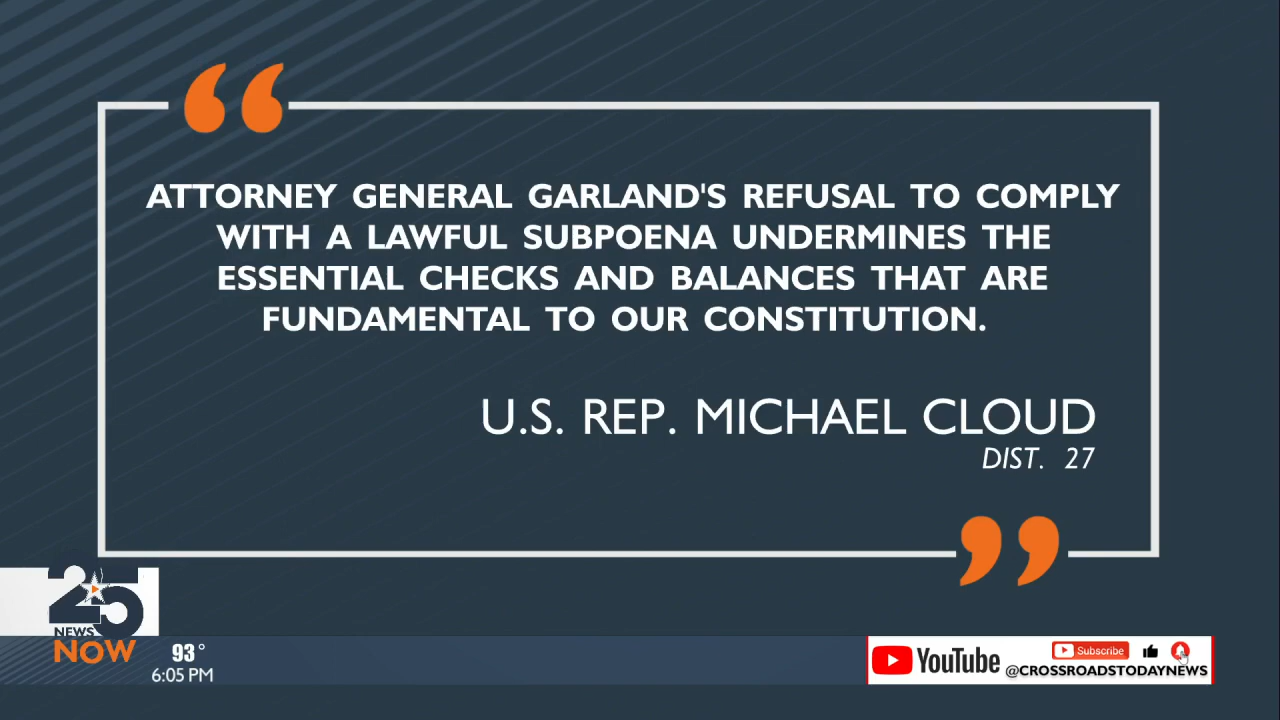 ATTORNEY GENERAL GARLAND'S REFUSAL TO COMPLY
WITH A LAWFUL SUBPOENA UNDERMINES THE
ESSENTIAL CHECKS AND BALANCES THAT ARE
FUNDAMENTAL TO OUR CONSTITUTION.
U.S. REP. MICHAEL CLOUD
DIST. 27
25
NEWS
NOW
93°
6:05 PM
YouTube
Subscribe
@CROSSROADSTODAYNEWS